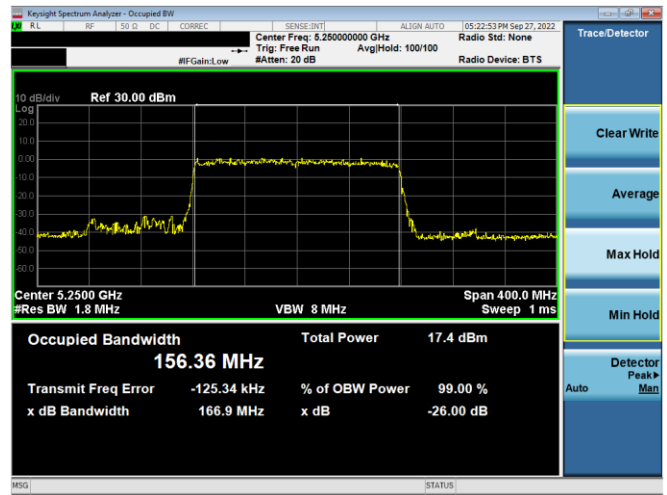 Keysight Spectrum Analyzer - Occupied BW
RL RF 50 Ω DC CORREC SENSE:INT ALIGN AUTO 05:22:53 PM Sep 27, 2022
Center Freq: 5.250000000 GHz Radio Std: None
Trig: Free Run Avg|Hold: 100/100
#IFGain:Low #Atten: 20 dB Radio Device: BTS
Trace/Detector
10 dB/div Ref 30.00 dBm
Log
20.0
10.0
0.00
-10.0
-20.0
-30.0
-40.0
-50.0
-60.0
Center 5.2500 GHz Span 400.0 MHz
#Res BW 1.8 MHz VBW 8 MHz Sweep 1 ms
Occupied Bandwidth Total Power 17.4 dBm
156.36 MHz
Transmit Freq Error -125.34 kHz % of OBW Power 99.00 %
x dB Bandwidth 166.9 MHz x dB -26.00 dB
Clear Write
Average
Max Hold
Min Hold
Detector
Peak▶
Auto Man
MSG STATUS